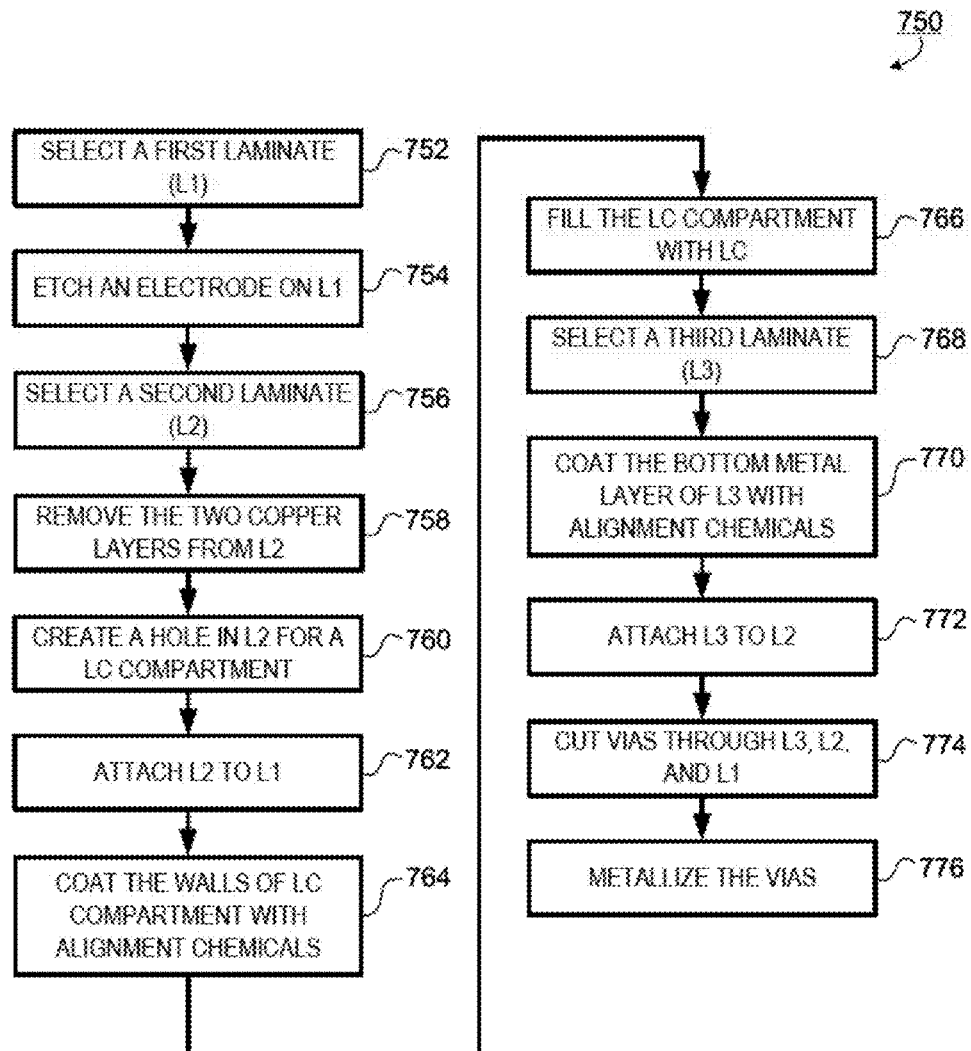 750
SELECT A FIRST LAMINATE
(L1)
752
ETCH AN ELECTRODE ON L1
754
SELECT A SECOND LAMINATE
(L2)
756
REMOVE THE TWO COPPER
LAYERS FROM L2
758
CREATE A HOLE IN L2 FOR A
LC COMPARTMENT
760
ATTACH L2 TO L1
762
COAT THE WALLS OF LC
COMPARTMENT WITH
ALIGNMENT CHEMICALS
764
FILL THE LC COMPARTMENT
WITH LC
766
SELECT A THIRD LAMINATE
(L3)
768
COAT THE BOTTOM METAL
LAYER OF L3 WITH
ALIGNMENT CHEMICALS
770
ATTACH L3 TO L2
772
CUT VIAS THROUGH L3, L2,
AND L1
774
METALLIZE THE VIAS
776